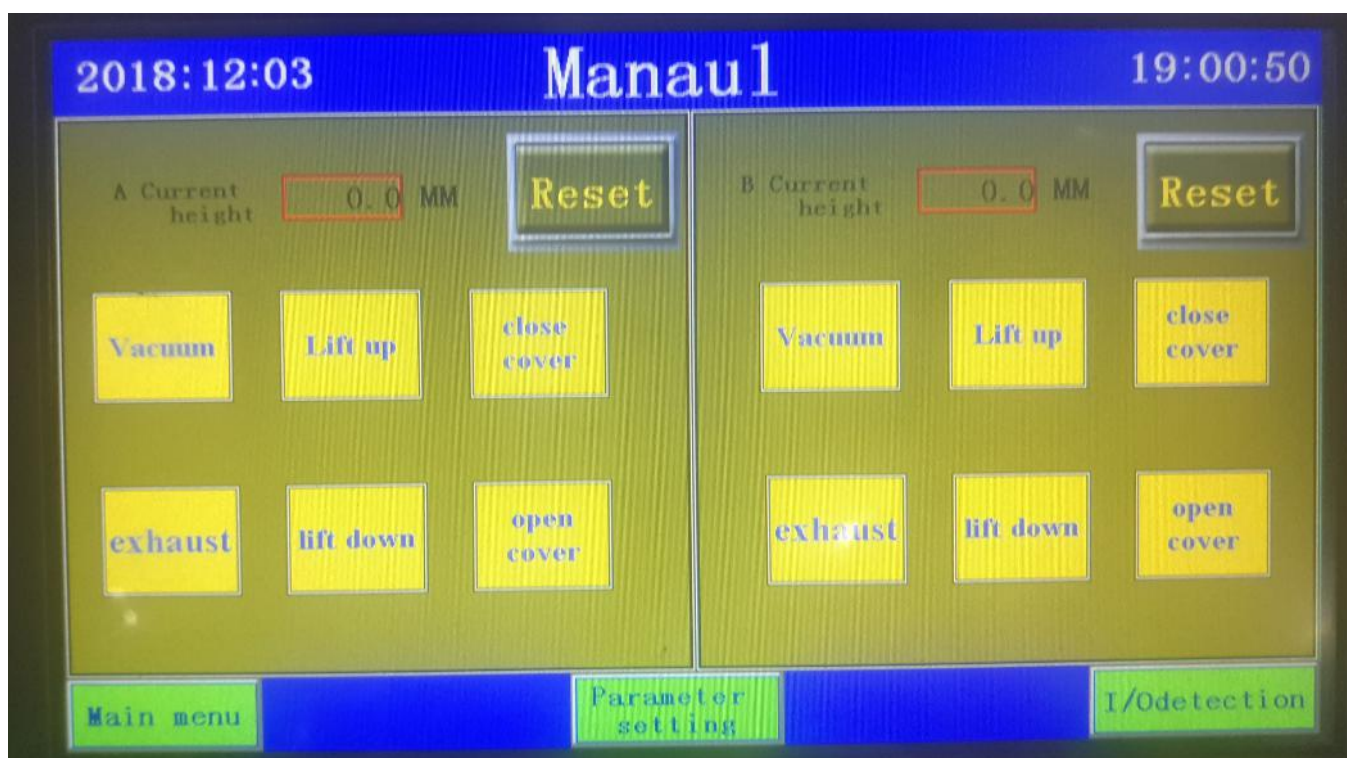 2018:12:03 Manaul 19:00:50
A Current
height
0.0 MM
Reset
Vacuum
Lift up
close
cover
exhaust
lift down
open
cover
B Current
height
0.0 MM
Reset
Vacuum
Lift up
close
cover
exhaust
lift down
open
cover
Main menu
Parameter
setting
I/Odetection